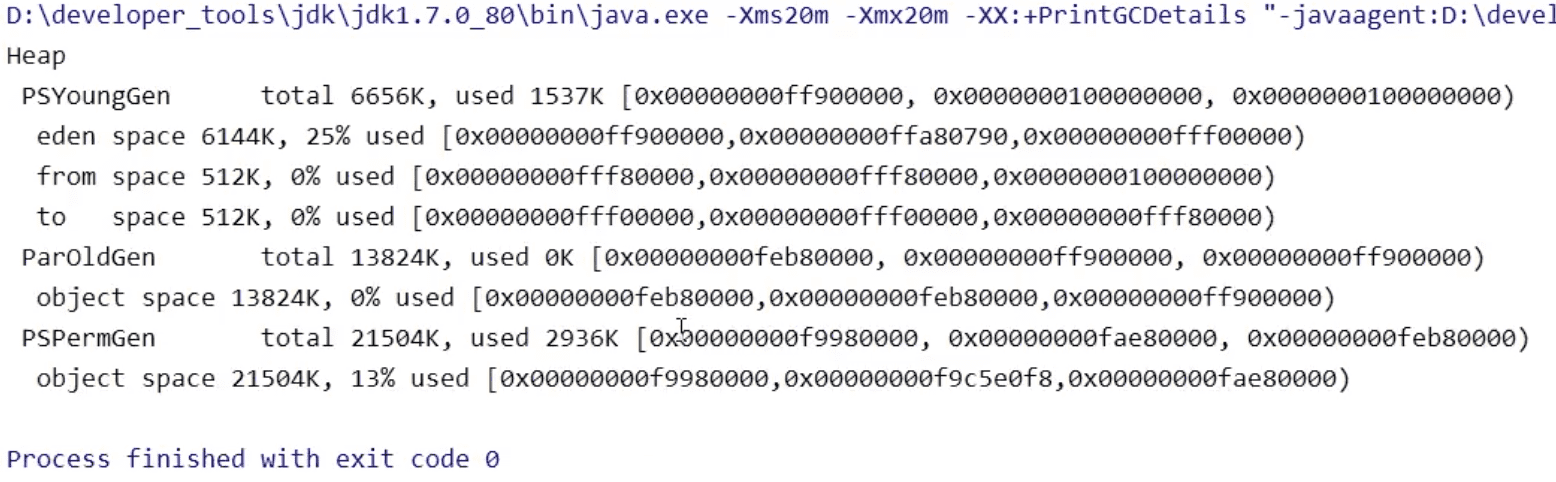 D:\developer_tools\jdk\jdk1.7.0_80\bin\java.exe -Xms20m -Xmx20m -XX:+PrintGCDetails "-javaagent:D:\devel
Heap
 PSYoungGen      total 6656K, used 1537K [0x00000000ff900000, 0x0000000100000000, 0x0000000100000000)
  eden space 6144K, 25% used [0x00000000ff900000,0x00000000ffa80790,0x00000000fff00000)
  from space 512K, 0% used [0x00000000fff80000,0x00000000fff80000,0x0000000100000000)
  to   space 512K, 0% used [0x00000000fff00000,0x00000000fff00000,0x00000000fff80000)
 ParOldGen       total 13824K, used 0K [0x00000000feb80000, 0x00000000ff900000, 0x00000000ff900000)
  object space 13824K, 0% used [0x00000000feb80000,0x00000000feb80000,0x00000000ff900000)
 PSPermGen       total 21504K, used 2936K [0x00000000f9980000, 0x00000000fae80000, 0x00000000feb80000)
  object space 21504K, 13% used [0x00000000f9980000,0x00000000f9c5e0f8,0x00000000fae80000)
Process finished with exit code 0